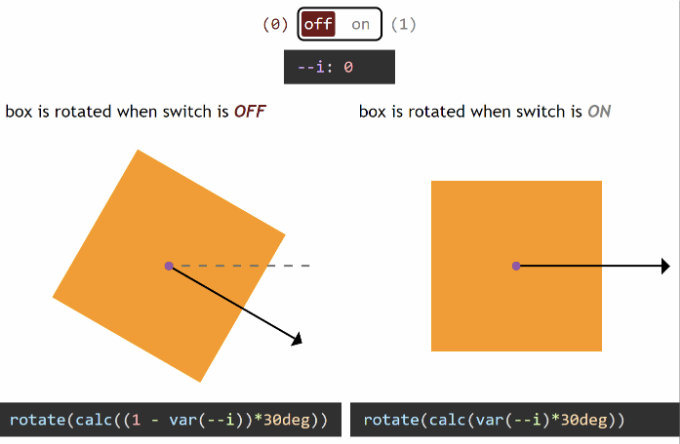 (0) off on (1)
--i: 0
box is rotated when switch is OFF
box is rotated when switch is ON
rotate(calc((1 - var(--i))*30deg))
rotate(calc(var(--i)*30deg))